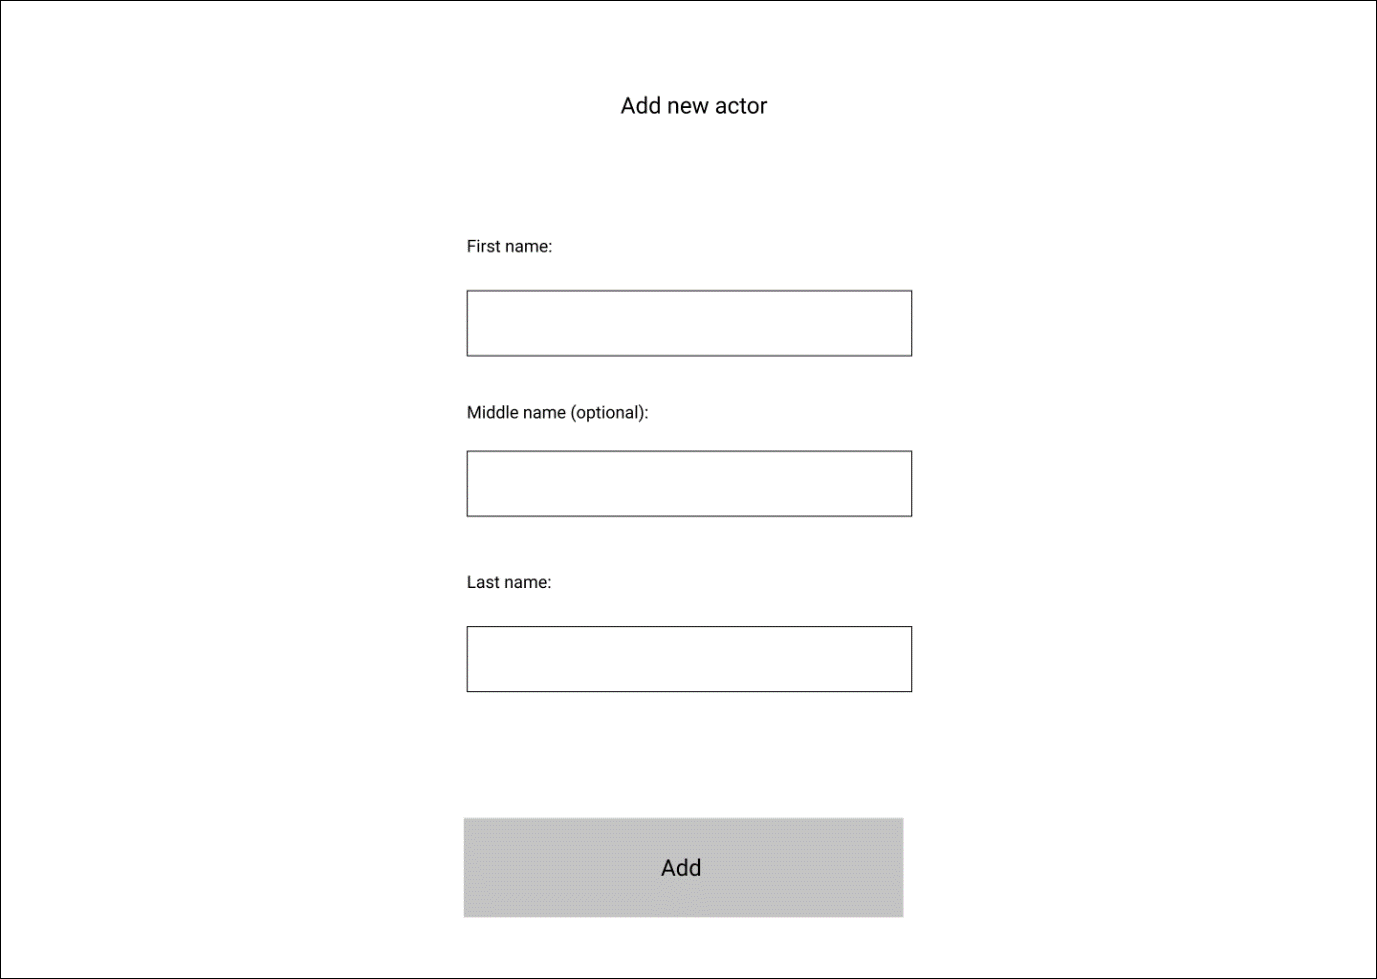 Add new actor
First name:
Middle name (optional):
Last name:
Add